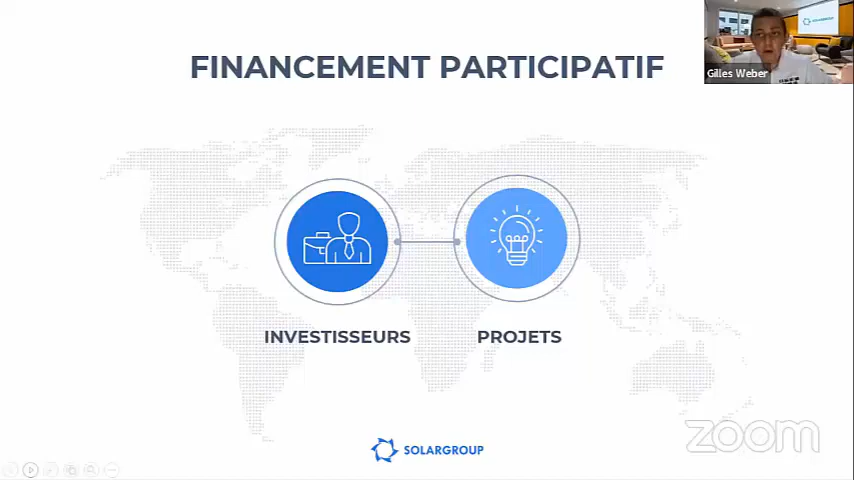 FINANCEMENT PARTICIPATIF
Gilles Weber
INVESTISSEURS
PROJETS
SOLARGROUP
zoom